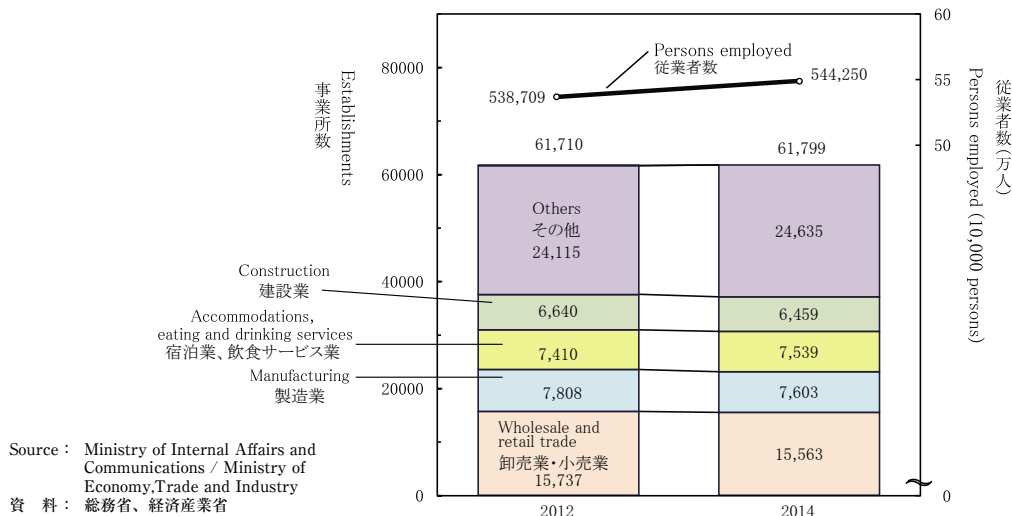 60
80000
60000
40000
20000
0
事業所数
Establishments
55
50
0
従業者数(万人)
Persons employed (10,000 persons)
Persons employed
従業者数
538,709
544,250
61,710
61,799
Others
その他
24,115
24,635
Construction
建設業
6,640
6,459
Accommodations,
eating and drinking services
宿泊業、飲食サービス業
7,410
7,539
Manufacturing
製造業
7,808
7,603
Wholesale and
retail trade
卸売業・小売業
15,737
15,563
2012
2014
Source : Ministry of Internal Affairs and
Communications / Ministry of
Economy,Trade and Industry
資 料 : 総務省、経済産業省